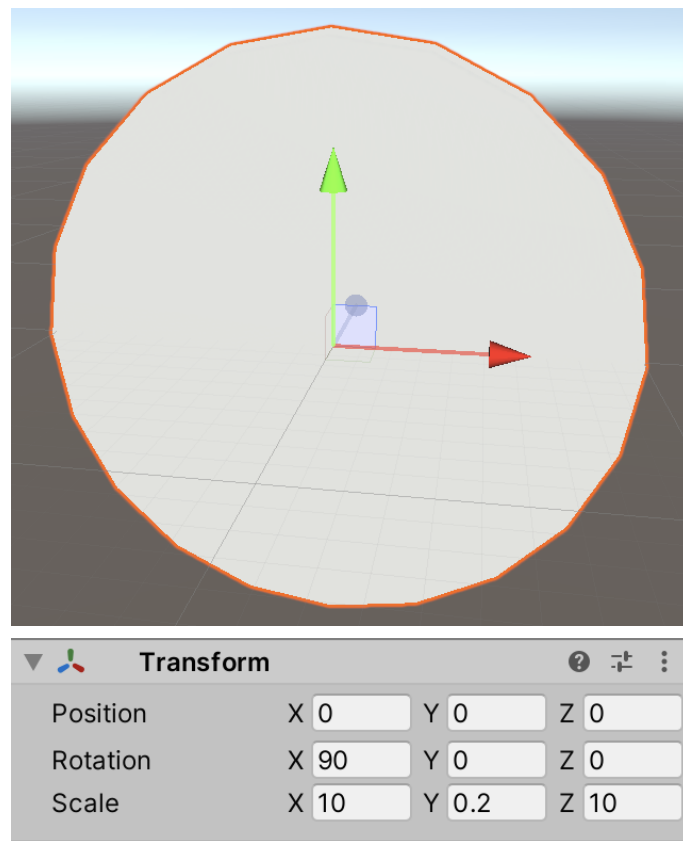 Transform
Position X 0 Y 0 Z 0
Rotation X 90 Y 0 Z 0
Scale X 10 Y 0.2 Z 10